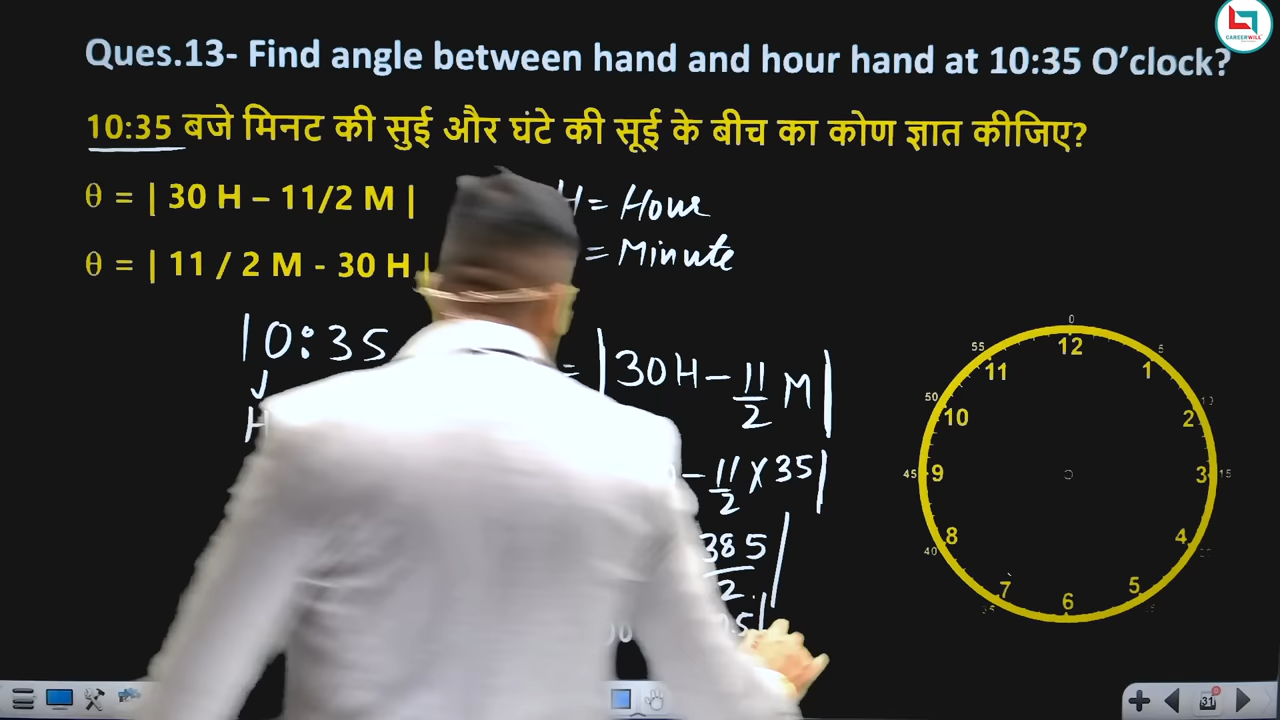 CAREERWILL
Ques.13- Find angle between hand and hour hand at 10:35 O’clock?
10:35 बजे मिनट की सुई और घंटे की सूई के बीच का कोण ज्ञात कीजिए?
θ = | 30 H – 11/2 M |
H = Hour
θ = | 11 / 2 M - 30 H |
= Minute
10:35
= |30H - 11/2 M|
H
- 11/2 X 35|
385/2|
0
12
55
5
11
1
50
10
2
45
9
3
15
40
8
4
7
5
6
35
31